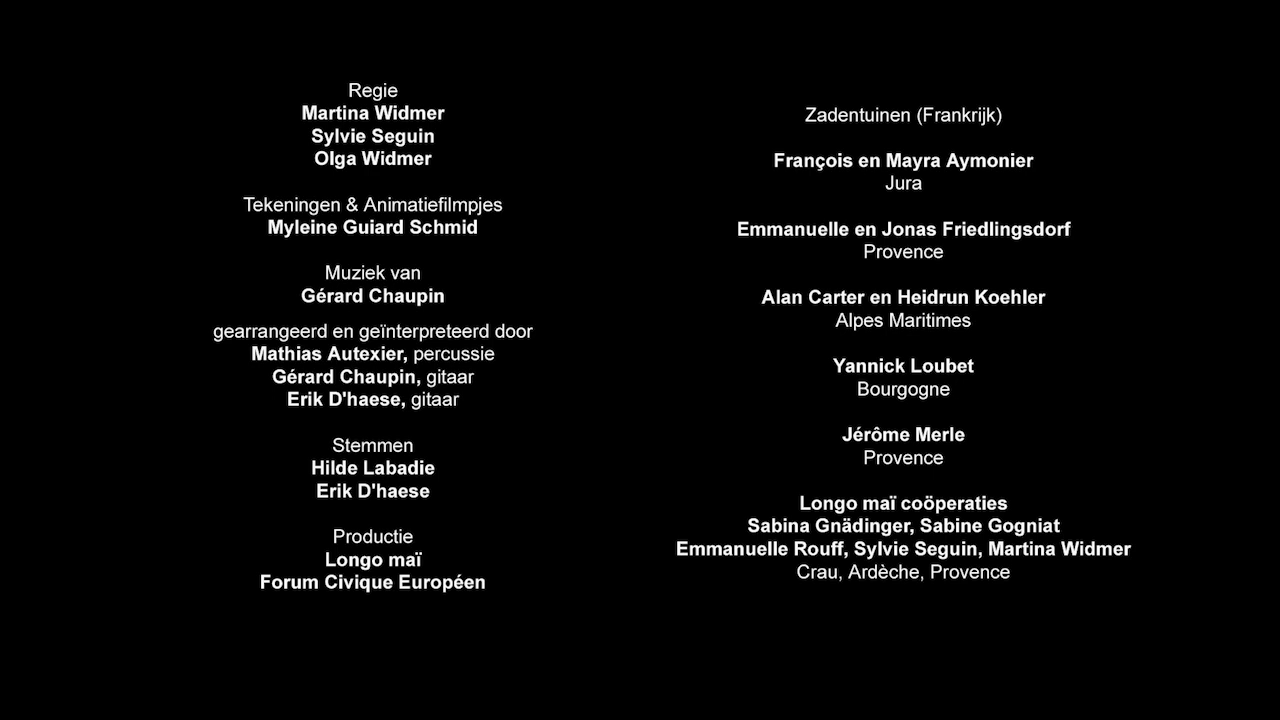 Regie
Martina Widmer
Sylvie Seguin
Olga Widmer
Tekeningen & Animatiefilmpjes
Myleine Guiard Schmid
Muziek van
Gérard Chaupin
gearrangeerd en geïnterpreteerd door
Mathias Autexier, percussie
Gérard Chaupin, gitaar
Erik D'haese, gitaar
Stemmen
Hilde Labadie
Erik D'haese
Productie
Longo maï
Forum Civique Européen
Zadentuinen (Frankrijk)
François en Mayra Aymonier
Jura
Emmanuelle en Jonas Friedlingsdorf
Provence
Alan Carter en Heidrun Koehler
Alpes Maritimes
Yannick Loubet
Bourgogne
Jérôme Merle
Provence
Longo maï coöperaties
Sabina Gnädinger, Sabine Gogniat
Emmanuelle Rouff, Sylvie Seguin, Martina Widmer
Crau, Ardèche, Provence